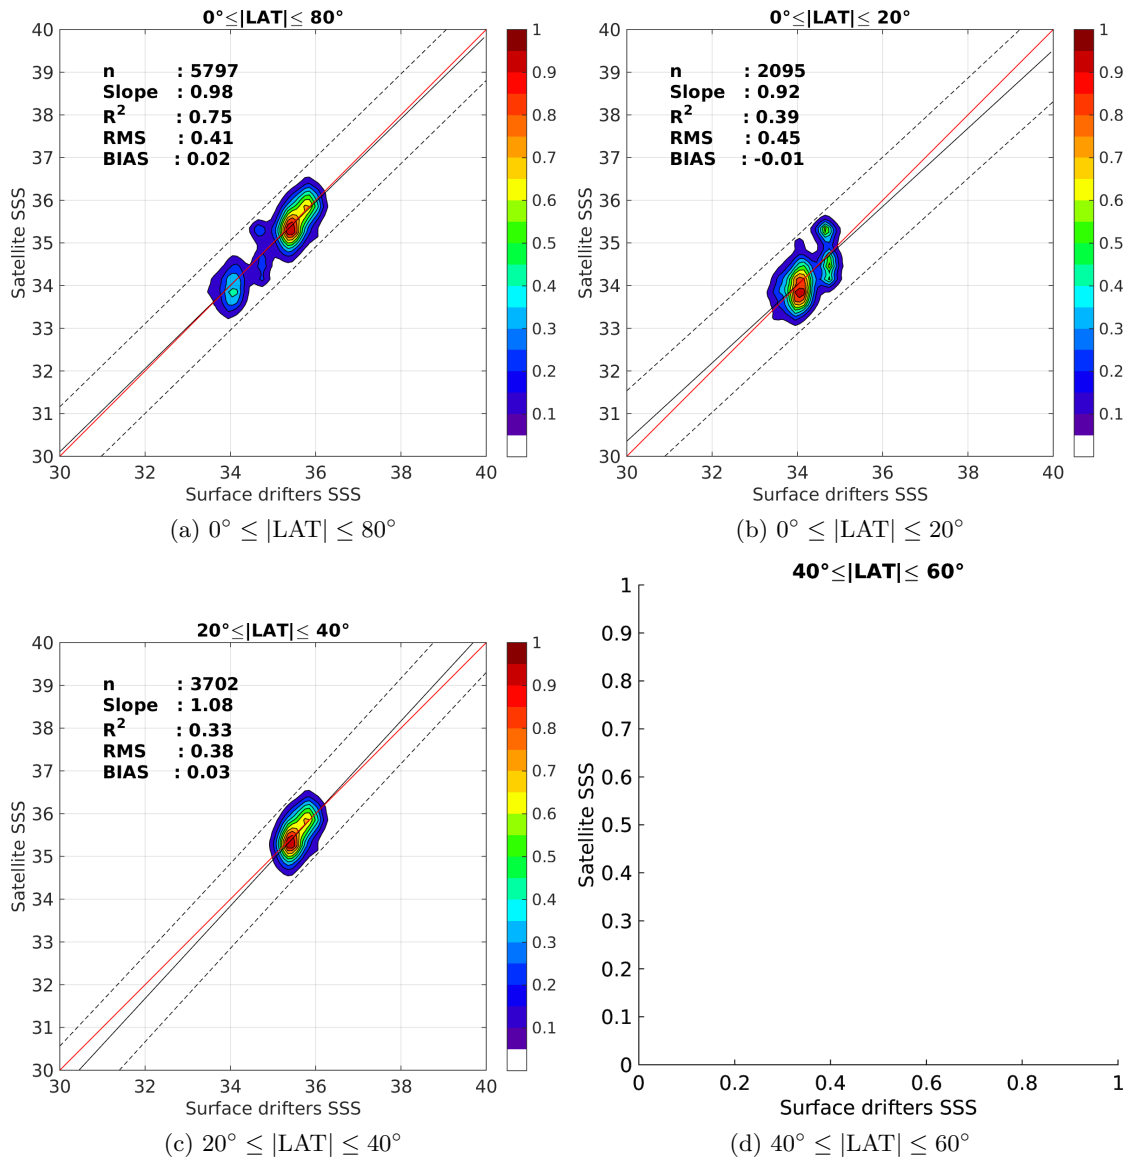 0°≤|LAT|≤ 80°
n : 5797
Slope : 0.98
R2 : 0.75
RMS : 0.41
BIAS : 0.02
40
39
38
37
36
35
34
33
32
31
30
Satellite SSS
30 32 34 36 38 40
Surface drifters SSS
1
0.9
0.8
0.7
0.6
0.5
0.4
0.3
0.2
0.1
(a) 0° ≤ |LAT| ≤ 80°
0°≤|LAT|≤ 20°
n : 2095
Slope : 0.92
R2 : 0.39
RMS : 0.45
BIAS : -0.01
40
39
38
37
36
35
34
33
32
31
30
Satellite SSS
30 32 34 36 38 40
Surface drifters SSS
1
0.9
0.8
0.7
0.6
0.5
0.4
0.3
0.2
0.1
(b) 0° ≤ |LAT| ≤ 20°
20°≤|LAT|≤ 40°
n : 3702
Slope : 1.08
R2 : 0.33
RMS : 0.38
BIAS : 0.03
40
39
38
37
36
35
34
33
32
31
30
Satellite SSS
30 32 34 36 38 40
Surface drifters SSS
1
0.9
0.8
0.7
0.6
0.5
0.4
0.3
0.2
0.1
(c) 20° ≤ |LAT| ≤ 40°
40°≤|LAT|≤ 60°
1
0.9
0.8
0.7
0.6
0.5
0.4
0.3
0.2
0.1
0
Satellite SSS
0 0.2 0.4 0.6 0.8 1
Surface drifters SSS
(d) 40° ≤ |LAT| ≤ 60°